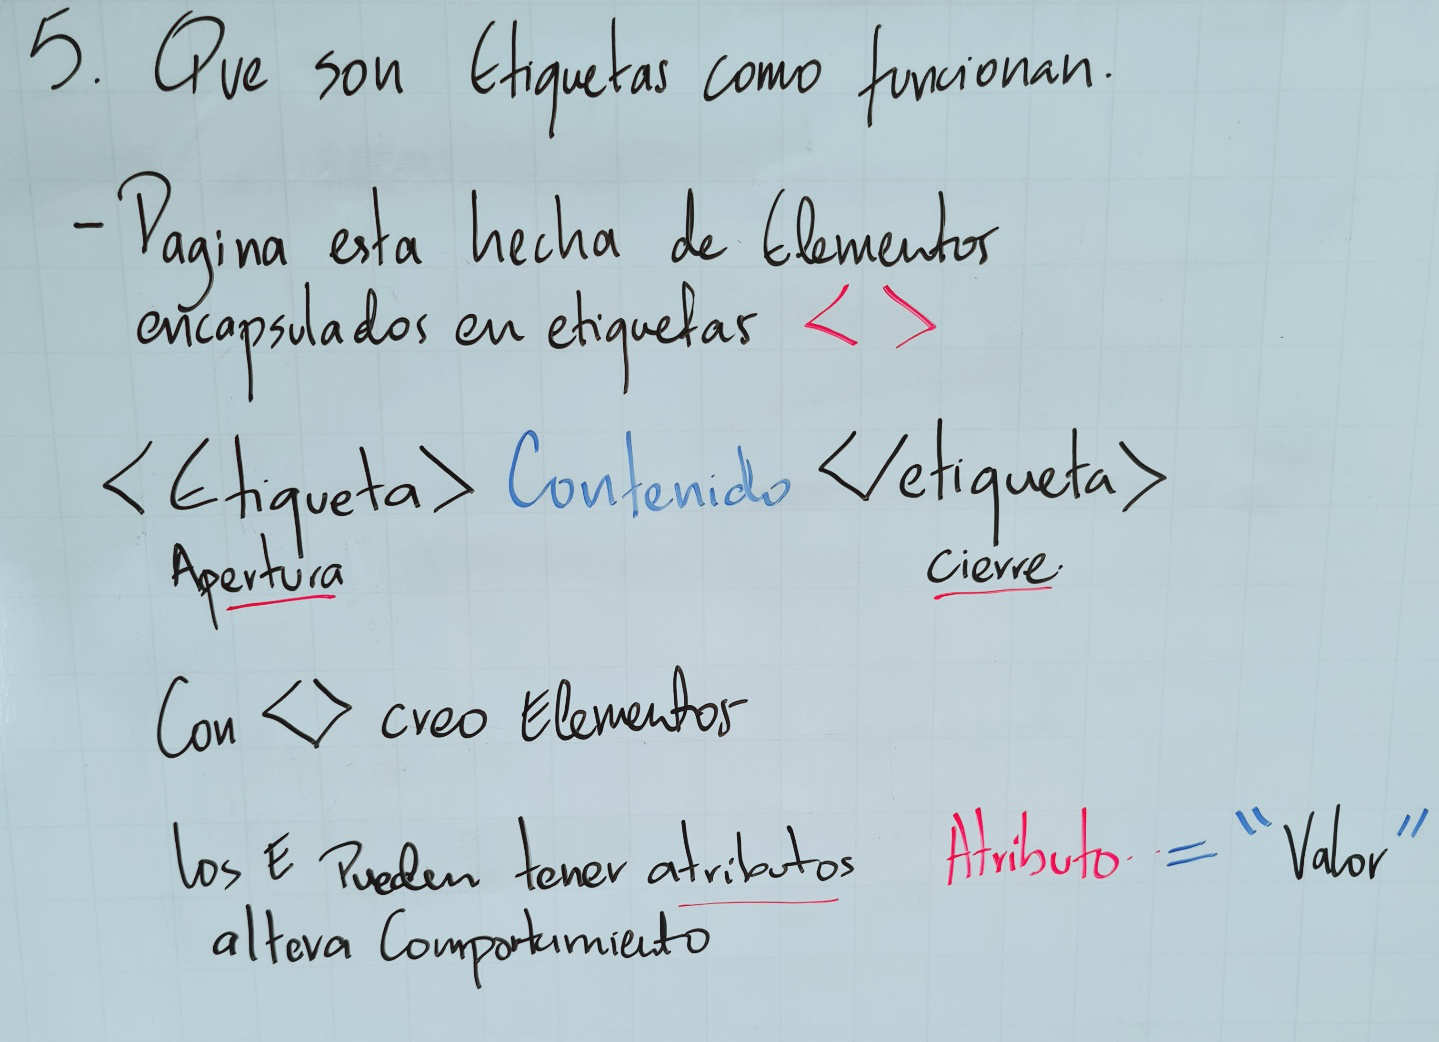 5. Que son Etiquetas como funcionan.
- Pagina esta hecha de Elementos
encapsulados en etiquetas < >
<Etiqueta> Contenido </etiqueta>
Apertura cierre.
Con <> creo Elementos
los E Pueden tener atributos Atributo = "Valor"
altera Comportamiento